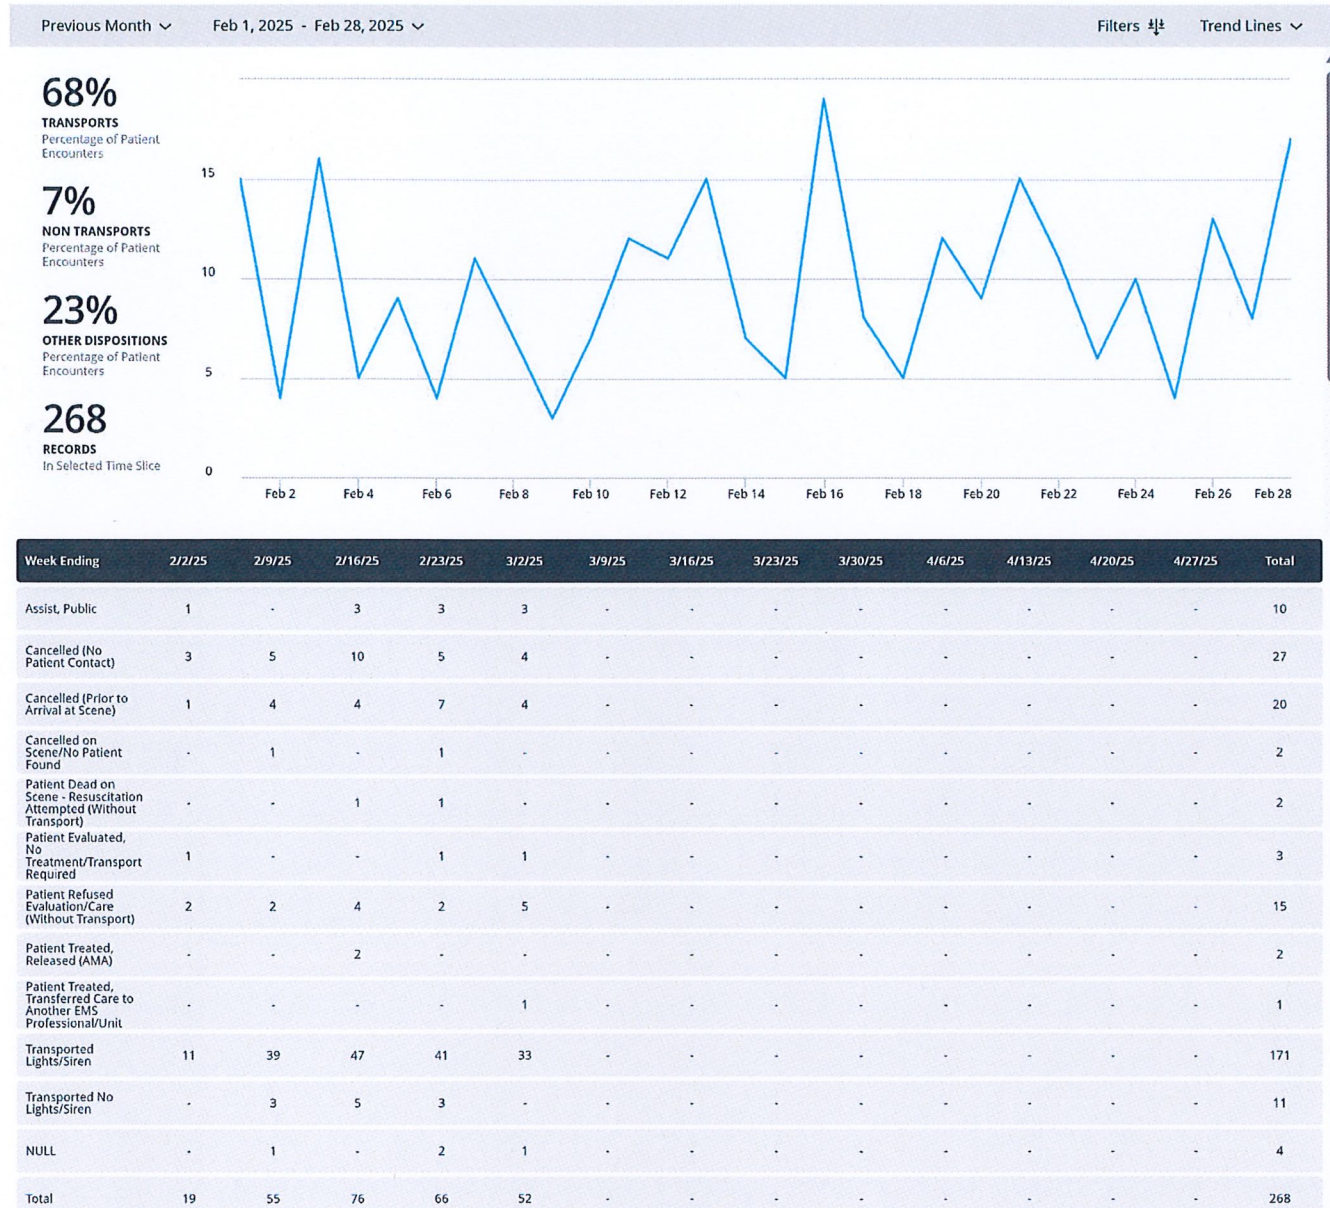 Previous Month Feb 1, 2025 - Feb 28, 2025 Filters Trend Lines
68%
TRANSPORTS
Percentage of Patient
Encounters
7%
NON TRANSPORTS
Percentage of Patient
Encounters
23%
OTHER DISPOSITIONS
Percentage of Patient
Encounters
268
RECORDS
In Selected Time Slice
15
10
5
0
Feb 2 Feb 4 Feb 6 Feb 8 Feb 10 Feb 12 Feb 14 Feb 16 Feb 18 Feb 20 Feb 22 Feb 24 Feb 26 Feb 28
Week Ending 2/2/25 2/9/25 2/16/25 2/23/25 3/2/25 3/9/25 3/16/25 3/23/25 3/30/25 4/6/25 4/13/25 4/20/25 4/27/25 Total
Assist, Public 1 - 3 3 3 - - - - - - - - 10
Cancelled (No
Patient Contact) 3 5 10 5 4 - - - - - - - - 27
Cancelled (Prior to
Arrival at Scene) 1 4 4 7 4 - - - - - - - - 20
Cancelled on
Scene/No Patient - 1 - 1 - - - - - - - - - 2
Found
Patient Dead on
Scene - Resuscitation
Attempted (Without - - 1 1 - - - - - - - - - 2
Transport)
Patient Evaluated,
No
Treatment/Transport 1 - - 1 1 - - - - - - - - 3
Required
Patient Refused
Evaluation/Care 2 2 4 2 5 - - - - - - - - 15
(Without Transport)
Patient Treated,
Released (AMA) - - 2 - - - - - - - - - - 2
Patient Treated,
Transferred Care to
Another EMS - - - - 1 - - - - - - - - 1
Professional/Unit
Transported
Lights/Siren 11 39 47 41 33 - - - - - - - - 171
Transported No
Lights/Siren - 3 5 3 - - - - - - - - - 11
NULL - 1 - 2 1 - - - - - - - - 4
Total 19 55 76 66 52 - - - - - - - - 268